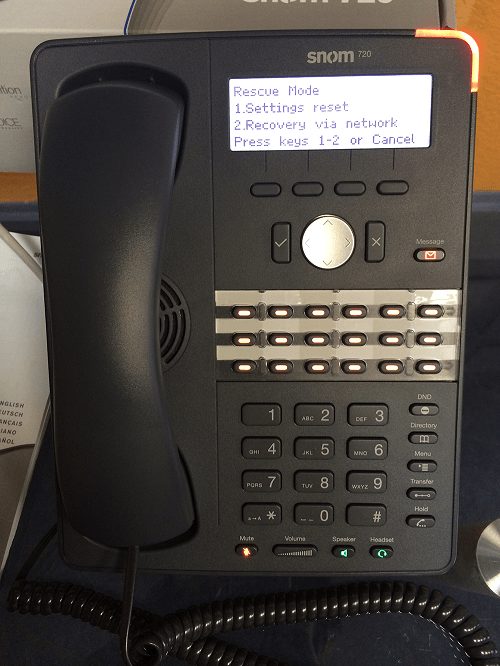 snom 720
snom 720
Rescue Mode
1.Settings reset
2.Recovery via network
Press keys 1-2 or Cancel
Message
1
ABC 2
DEF 3
DND
GHI 4
JKL 5
MNO 6
Directory
PQRS 7
TUV 8
WXYZ 9
Menu
*
0
#
Transfer
Hold
Mute
Volume
Speaker
Headset
ENGLISH